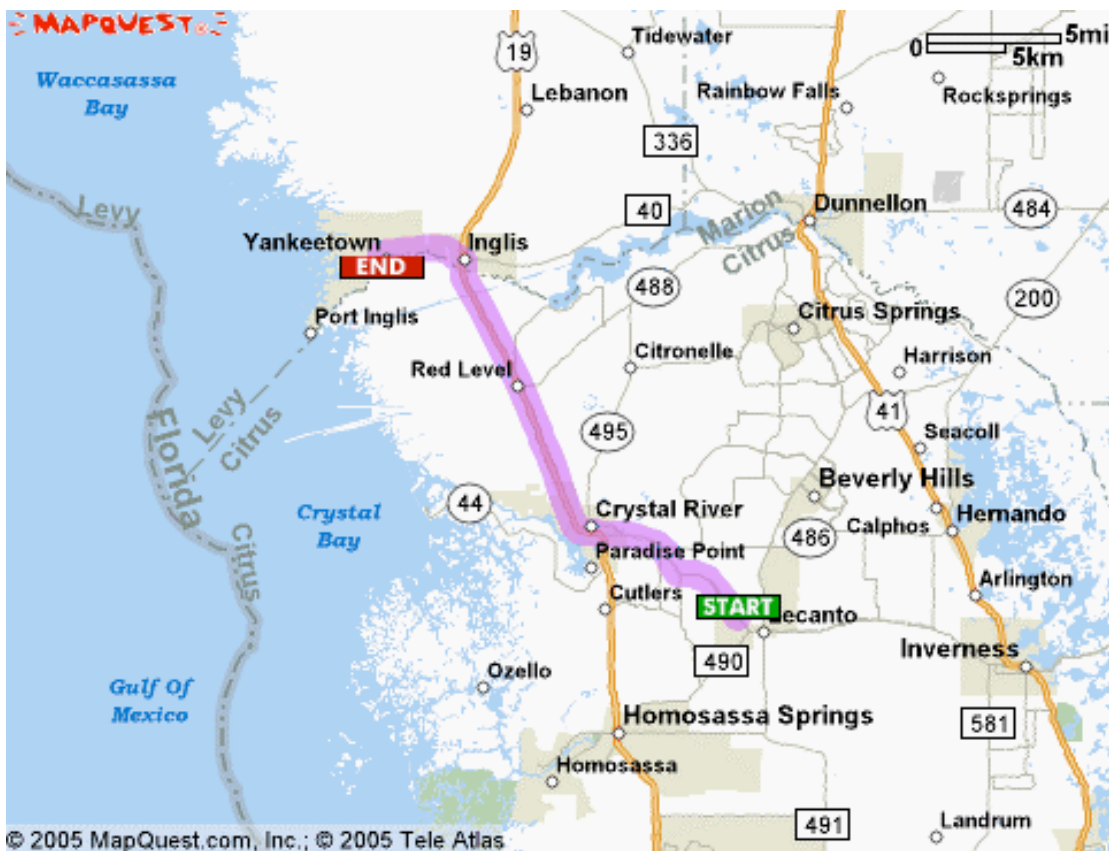 MAPQUEST
Tidewater
0 5mi
5km
19
Waccasassa
Bay
Lebanon
Rainbow Falls
Rocksprings
336
Levy
40
Marion
Citrus
Dunnellon
484
Yankeetown
Inglis
END
488
200
Port Inglis
Citrus Springs
Citronelle
Harrison
Red Level
Levy
Citrus
41
Florida
495
Seacoll
Beverly Hills
44
Crystal River
Crystal
Bay
Calphos
Hernando
486
Citrus
Paradise Point
Arlington
START
Cutlers
Lecanto
490
Inverness
Ozello
Gulf Of
Mexico
Homosassa Springs
581
Homosassa
491
Landrum
© 2005 MapQuest.com, Inc.; © 2005 Tele Atlas